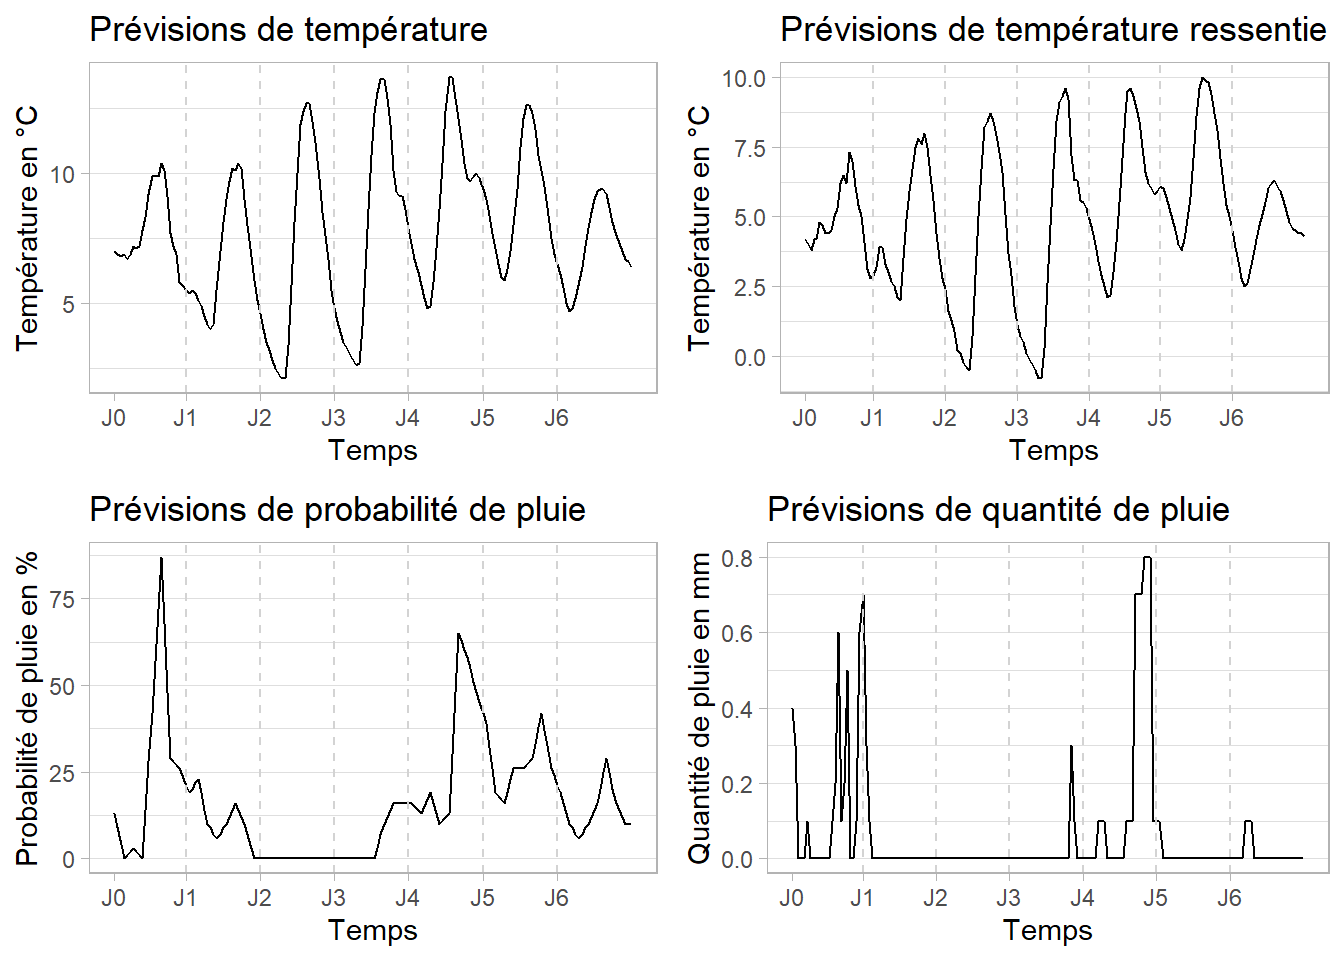 Prévisions de température
Température en °C
10
5
J0 J1 J2 J3 J4 J5 J6
Temps
Prévisions de température ressentie
Température en °C
10.0
7.5
5.0
2.5
0.0
J0 J1 J2 J3 J4 J5 J6
Temps
Prévisions de probabilité de pluie
Probabilité de pluie en %
75
50
25
0
J0 J1 J2 J3 J4 J5 J6
Temps
Prévisions de quantité de pluie
Quantité de pluie en mm
0.8
0.6
0.4
0.2
0.0
J0 J1 J2 J3 J4 J5 J6
Temps